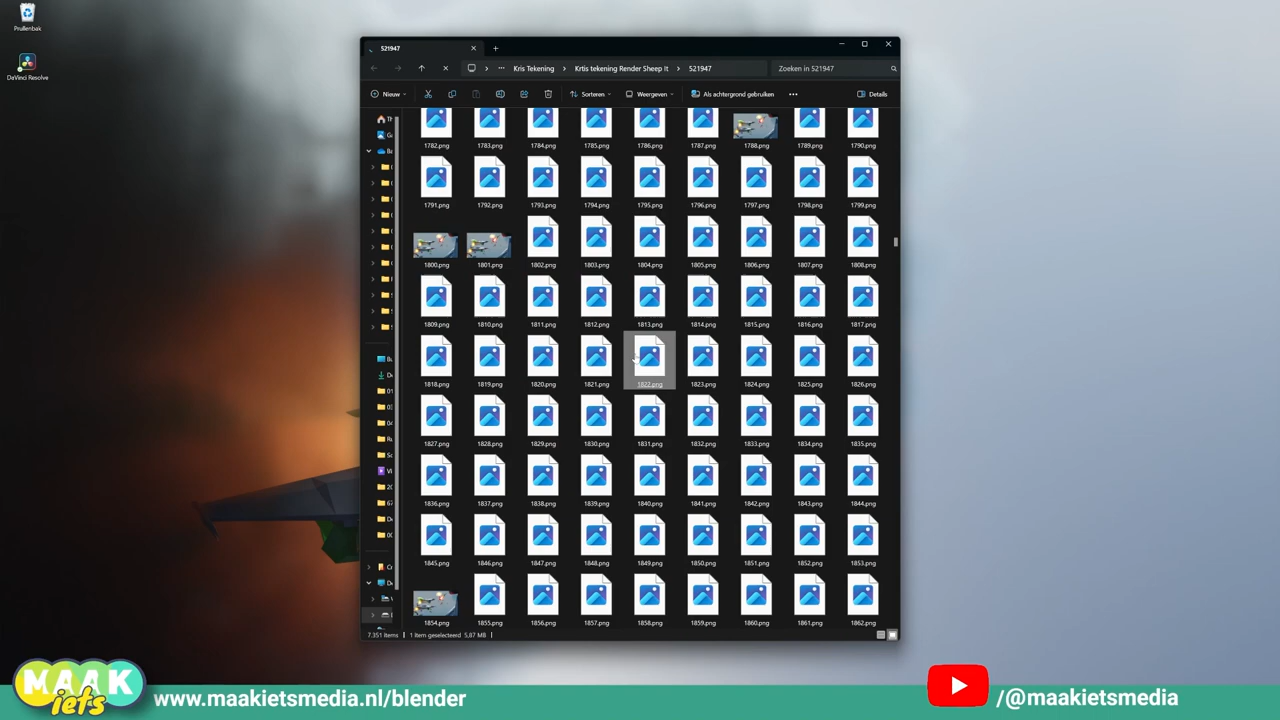 Prullenbak
DaVinci Resolve
521947
Kris Tekening
Krtis tekening Render Sheep It
521947
Zoeken in 521947
Nieuw
Sorteren
Weergeven
Als achtergrond gebruiken
Details
1782.png 1783.png 1784.png 1785.png 1786.png 1787.png 1788.png 1789.png 1790.png
1791.png 1792.png 1793.png 1794.png 1795.png 1796.png 1797.png 1798.png 1799.png
1800.png 1801.png 1802.png 1803.png 1804.png 1805.png 1806.png 1807.png 1808.png
1809.png 1810.png 1811.png 1812.png 1813.png 1814.png 1815.png 1816.png 1817.png
1818.png 1819.png 1820.png 1821.png 1822.png 1823.png 1824.png 1825.png 1826.png
1827.png 1828.png 1829.png 1830.png 1831.png 1832.png 1833.png 1834.png 1835.png
1836.png 1837.png 1838.png 1839.png 1840.png 1841.png 1842.png 1843.png 1844.png
1845.png 1846.png 1847.png 1848.png 1849.png 1850.png 1851.png 1852.png 1853.png
1854.png 1855.png 1856.png 1857.png 1858.png 1859.png 1860.png 1861.png 1862.png
7.351 items 1 item geselecteerd 5,87 MB
MAAK
iets
www.maakietsmedia.nl/blender
/@maakietsmedia